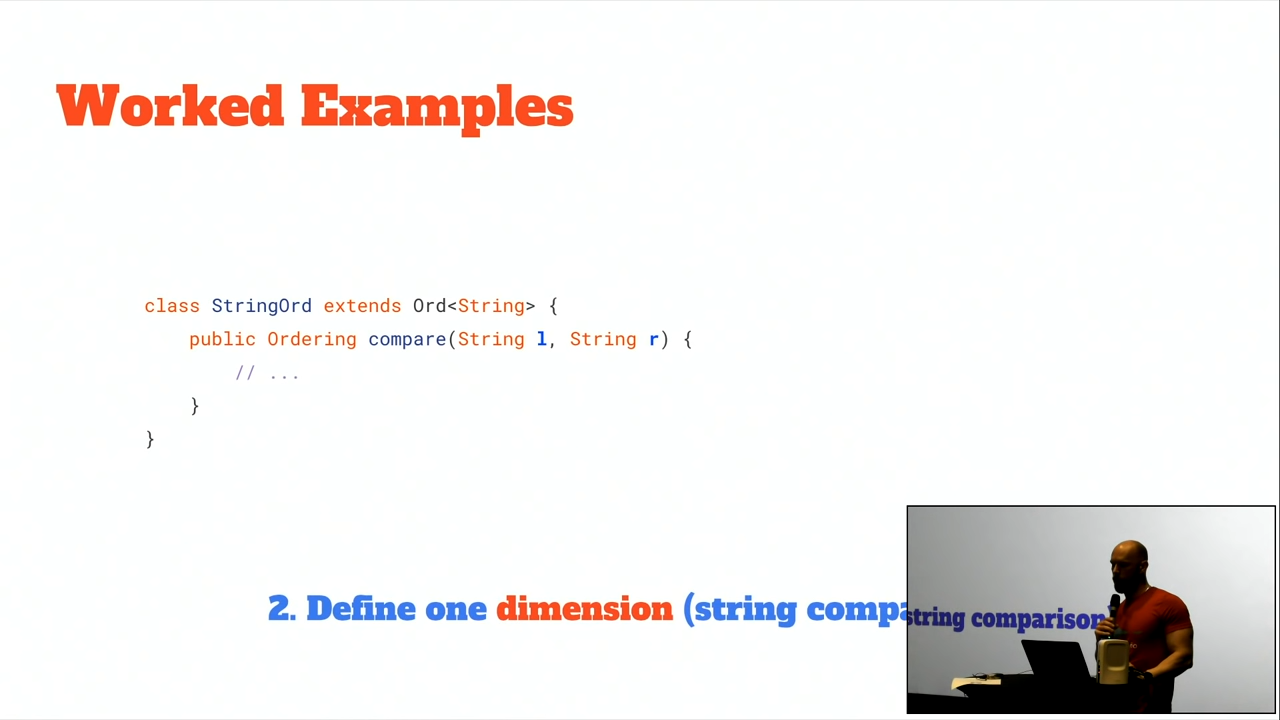 Worked Examples
class StringOrd extends Ord<String> {
public Ordering compare(String l, String r) {
// ...
}
}
2. Define one dimension (string compa
string comparison)